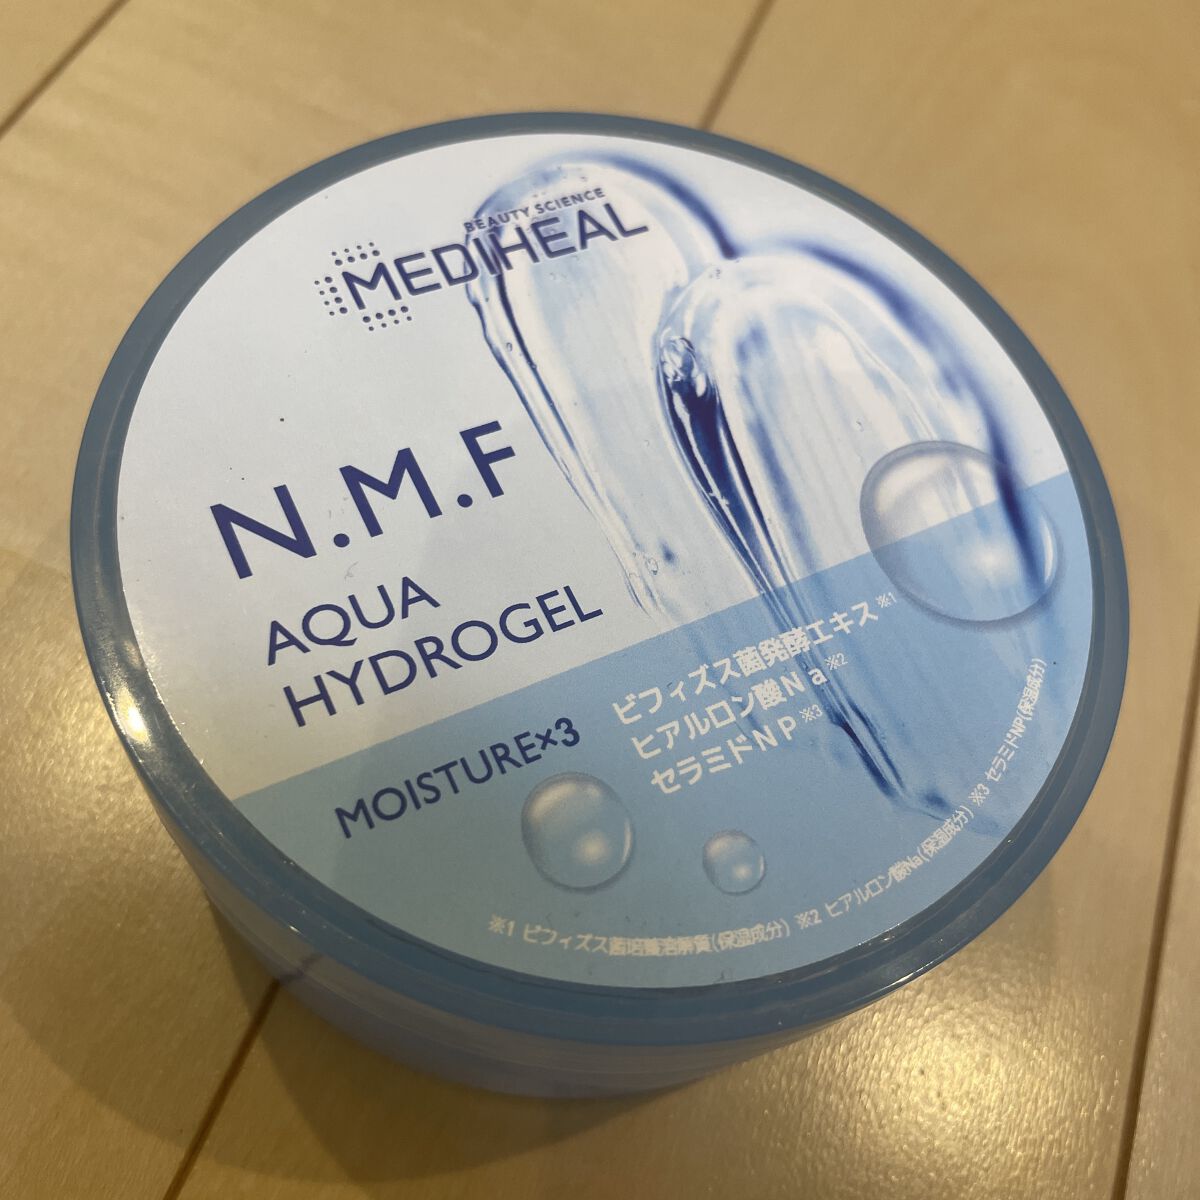 BEAUTY SCIENCE
MEDIHEAL
N.M.F
AQUA
HYDROGEL
MOISTURE×3
ビフィズス菌発酵エキス※1
ヒアルロン酸Na※2
セラミドNP※3
※1 ビフィズス菌培養溶解質(保湿成分) ※2 ヒアルロン酸Na(保湿成分) ※3 セラミドNP(保湿成分)